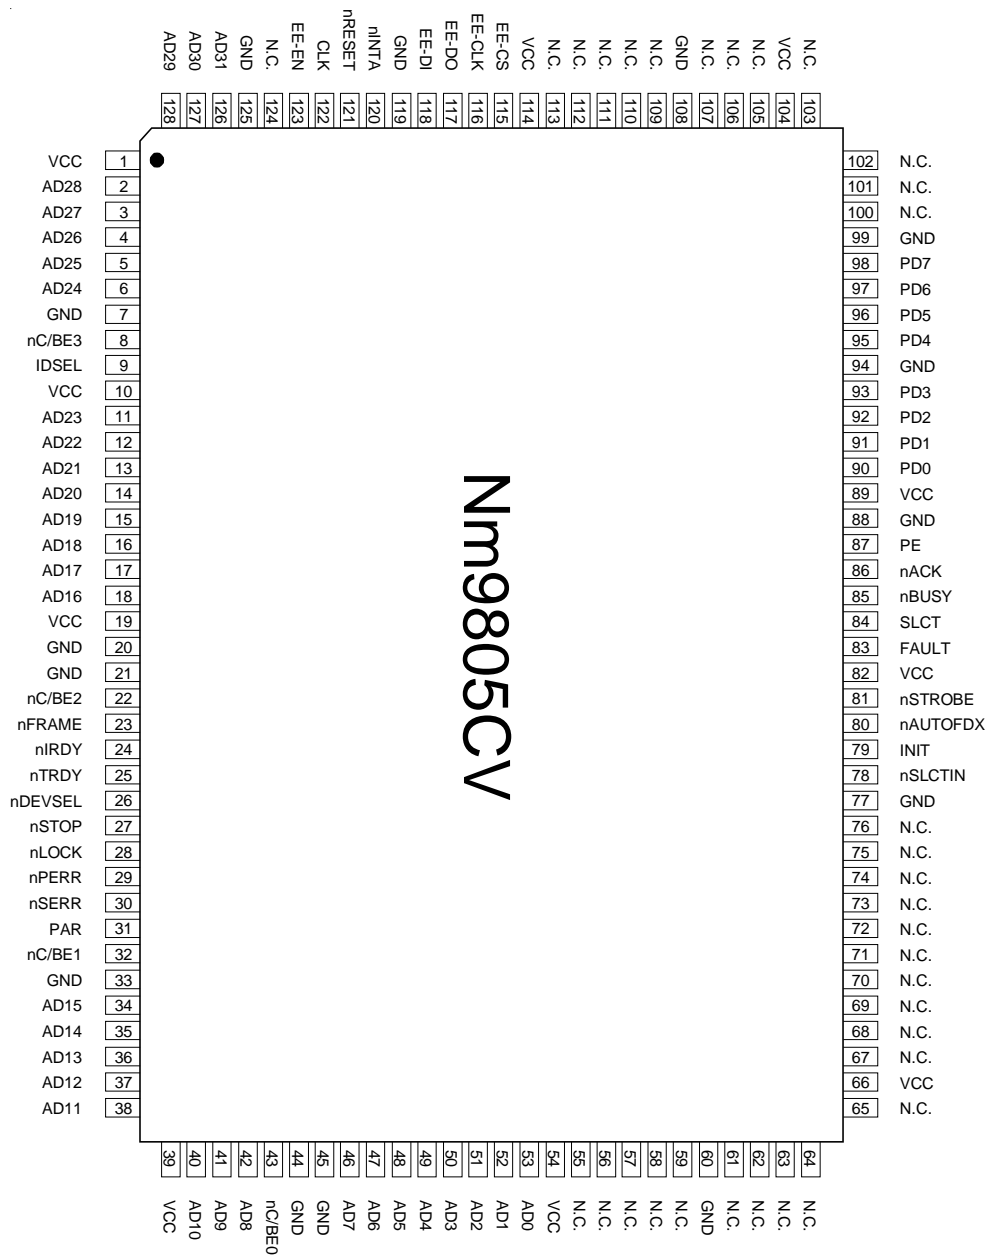 AD29 AD30 AD31 GND N.C. EE-EN CLK nRESET nINTA GND EE-DI EE-DO EE-CLK EE-CS VCC N.C. N.C. N.C. N.C. N.C. GND N.C. N.C. N.C. VCC N.C.
128 127 126 125 124 123 122 121 120 119 118 117 116 115 114 113 112 111 110 109 108 107 106 105 104 103
VCC 1 102 N.C.
AD28 2 101 N.C.
AD27 3 100 N.C.
AD26 4 99 GND
AD25 5 98 PD7
AD24 6 97 PD6
GND 7 96 PD5
nC/BE3 8 95 PD4
IDSEL 9 94 GND
VCC 10 93 PD3
AD23 11 92 PD2
AD22 12 91 PD1
AD21 13 90 PD0
AD20 14 89 VCC
AD19 15 88 GND
AD18 16 87 PE
AD17 17 86 nACK
AD16 18 85 nBUSY
VCC 19 84 SLCT
GND 20 83 FAULT
GND 21 82 VCC
nC/BE2 22 81 nSTROBE
nFRAME 23 80 nAUTOFDX
nIRDY 24 79 INIT
nTRDY 25 78 nSLCTIN
nDEVSEL 26 77 GND
nSTOP 27 76 N.C.
nLOCK 28 75 N.C.
nPERR 29 74 N.C.
nSERR 30 73 N.C.
PAR 31 72 N.C.
nC/BE1 32 71 N.C.
GND 33 70 N.C.
AD15 34 69 N.C.
AD14 35 68 N.C.
AD13 36 67 N.C.
AD12 37 66 VCC
AD11 38 65 N.C.
Nm9805CV
39 40 41 42 43 44 45 46 47 48 49 50 51 52 53 54 55 56 57 58 59 60 61 62 63 64
VCC AD10 AD9 AD8 nC/BE0 GND GND AD7 AD6 AD5 AD4 AD3 AD2 AD1 AD0 VCC N.C. N.C. N.C. N.C. N.C. GND N.C. N.C. N.C. N.C.